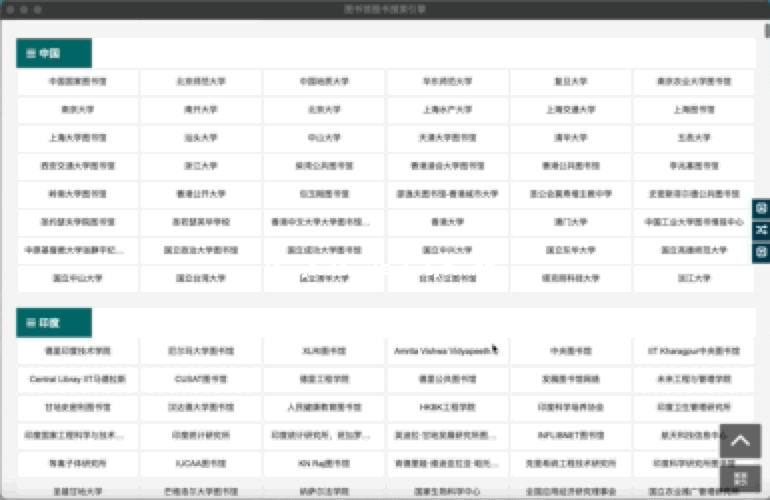 图书馆图书搜索引擎
中国
中国国家图书馆 北京师范大学 中国地质大学 华东师范大学 复旦大学 南京农业大学图书馆
南京大学 南开大学 北京大学 上海水产大学 上海交通大学 上海图书馆
上海大学图书馆 汕头大学 中山大学 天津大学图书馆 清华大学 五邑大学
西安交通大学图书馆 浙江大学 柴湾公共图书馆 香港浸会大学图书馆 香港公共图书馆 李兆基图书馆
岭南大学图书馆 香港公开大学 包玉刚图书馆 邵逸夫图书馆-香港城市大学 圣公会莫寿增主教中学 史密斯菲尔德公共图书馆
圣约瑟夫学院图书馆 圣若瑟英华学校 香港中文大学大学图书馆... 香港大学 澳门大学 中国工业大学图书情报中心
中原基督教大学张静宇纪... 国立政治大学图书馆 国立成功大学图书馆 国立中兴大学 国立东华大学 国立高雄师范大学
国立中山大学 国立台湾大学 国立清华大学 台湾 图书馆 塔克明科技大学 浙江大学
印度
德里印度技术学院 尼尔马大学图书馆 XLRI图书馆 Amrita Vishwa Vidyapeeth 中央图书馆 IIT Kharagpur中央图书馆
Central Library IIT马德拉斯 CUSAT图书馆 德里工程学院 德里公共图书馆 发展图书馆网络 未来工程与管理学院
甘地史密利图书馆 汉达德大学图书馆 人民健康教育图书馆 HKBK工程学院 印度科学培养协会 印度卫生管理研究所
印度国家工程科学与技术... 印度统计研究所 印度统计研究所，班加罗... 英迪拉·甘地发展研究所图... INFLIBNET图书馆 航天科技信息中心
等离子体研究所 IUCAA图书馆 KN Raj图书馆 肯德里娅·维迪亚拉亚·昭光... 克里希纳工程技术研究所 印度科学研究所图书馆
圣雄甘地大学 巴格洛尔大学图书馆 纳萨尔法学院 国家生物科学中心 全国应用经济研究理事会 国立农业推广管理研究所